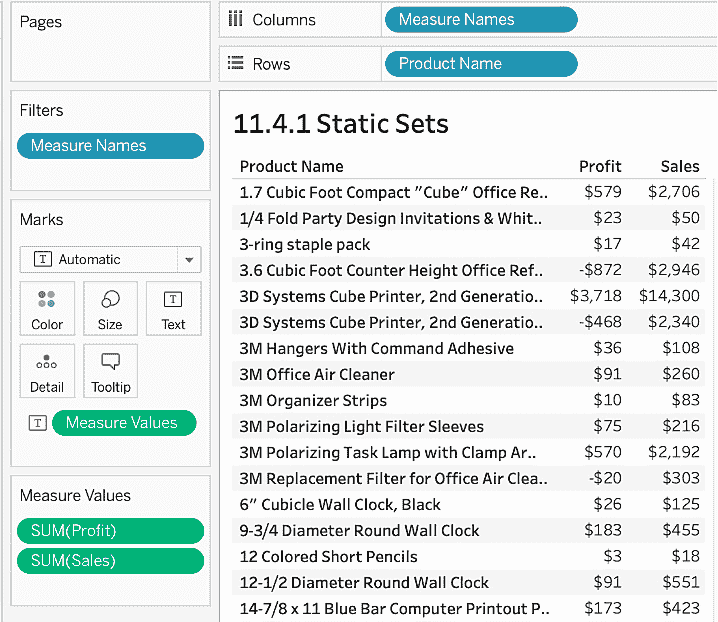 Pages
Columns
Measure Names
Rows
Product Name
Filters
Measure Names
Marks
Automatic
Color
Size
Text
Detail
Tooltip
Measure Values
Measure Values
SUM(Profit)
SUM(Sales)
11.4.1 Static Sets
Product Name Profit Sales
1.7 Cubic Foot Compact "Cube" Office Re.. $579 $2,706
1/4 Fold Party Design Invitations & Whit.. $23 $50
3-ring staple pack $17 $42
3.6 Cubic Foot Counter Height Office Ref.. -$872 $2,946
3D Systems Cube Printer, 2nd Generatio.. $3,718 $14,300
3D Systems Cube Printer, 2nd Generatio.. -$468 $2,340
3M Hangers With Command Adhesive $36 $108
3M Office Air Cleaner $91 $260
3M Organizer Strips $10 $83
3M Polarizing Light Filter Sleeves $75 $216
3M Polarizing Task Lamp with Clamp Ar.. $570 $2,192
3M Replacement Filter for Office Air Clea.. -$20 $303
6" Cubicle Wall Clock, Black $26 $125
9-3/4 Diameter Round Wall Clock $183 $455
12 Colored Short Pencils $3 $18
12-1/2 Diameter Round Wall Clock $91 $551
14-7/8 x 11 Blue Bar Computer Printout P.. $173 $423